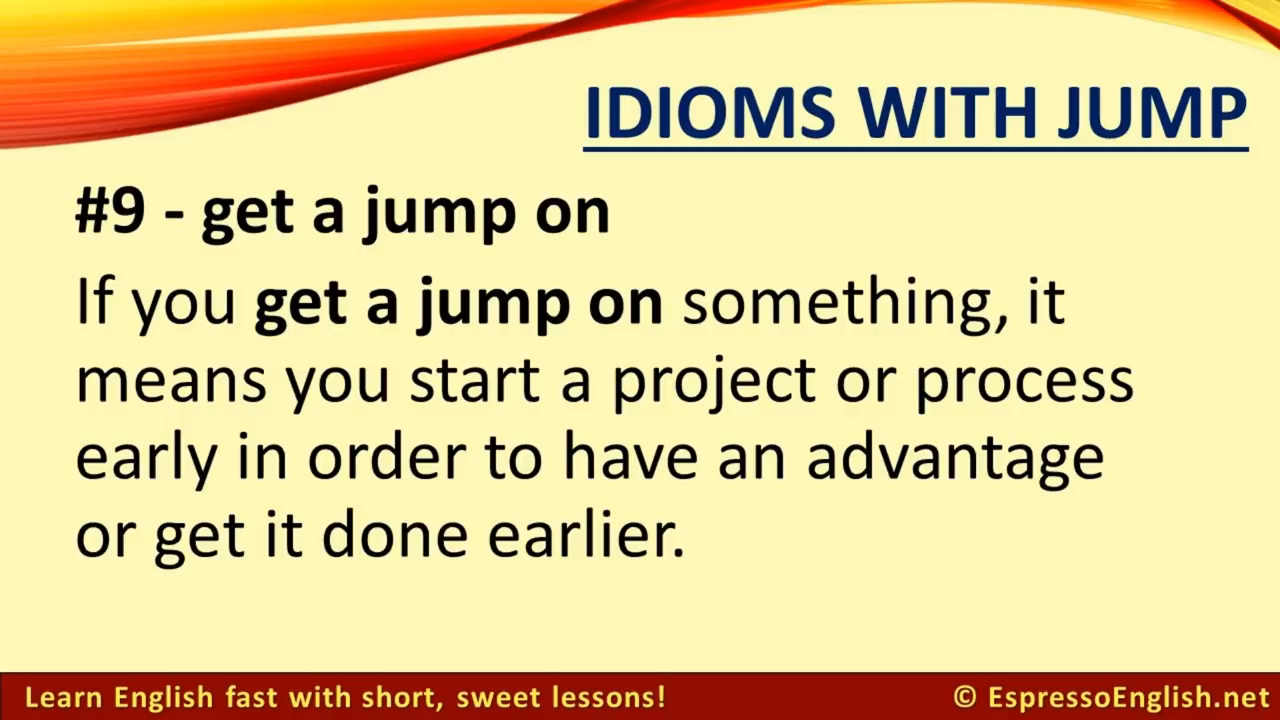 IDIOMS WITH JUMP
#9 - get a jump on
If you get a jump on something, it
means you start a project or process
early in order to have an advantage
or get it done earlier.
Learn English fast with short, sweet lessons!
© EspressoEnglish.net